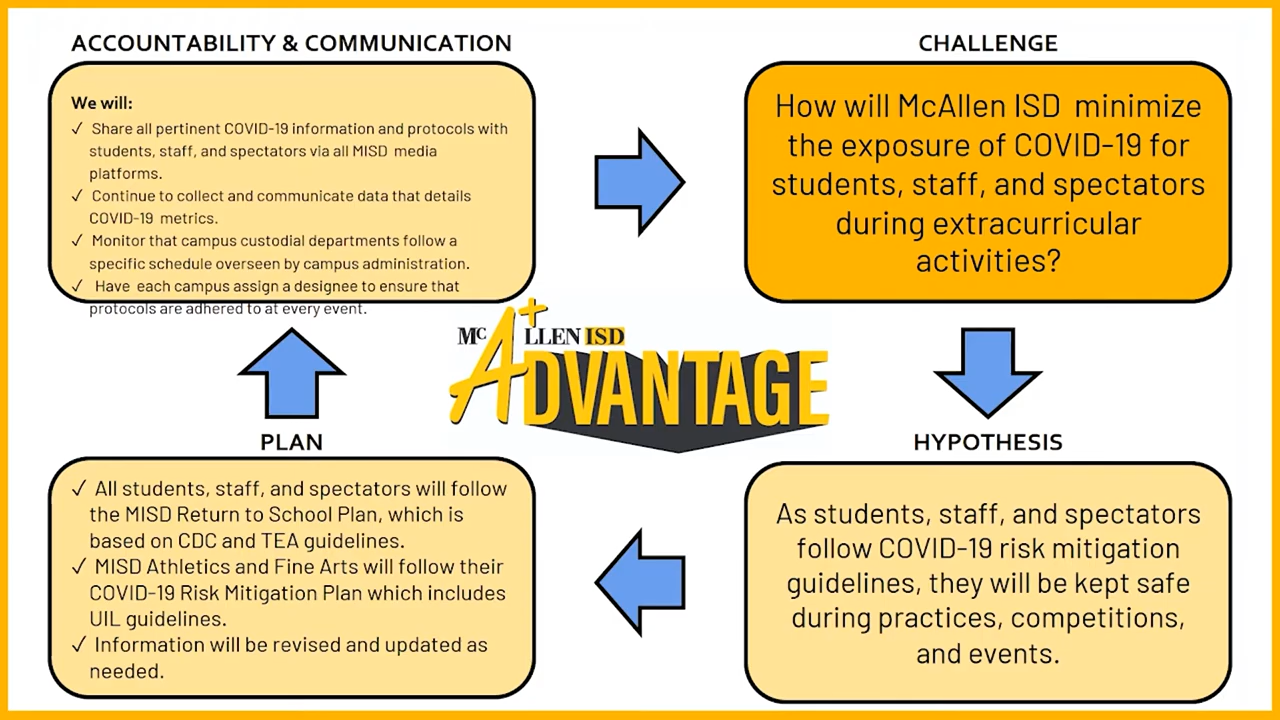 ACCOUNTABILITY & COMMUNICATION
We will:
✓ Share all pertinent COVID-19 information and protocols with
students, staff, and spectators via all MISD media
platforms.
✓ Continue to collect and communicate data that details
COVID-19 metrics.
✓ Monitor that campus custodial departments follow a
specific schedule overseen by campus administration.
✓ Have each campus assign a designee to ensure that
protocols are adhered to at every event.
CHALLENGE
How will McAllen ISD minimize
the exposure of COVID-19 for
students, staff, and spectators
during extracurricular
activities?
McA+LLEN ISD
ADVANTAGE
HYPOTHESIS
As students, staff, and spectators
follow COVID-19 risk mitigation
guidelines, they will be kept safe
during practices, competitions,
and events.
PLAN
✓ All students, staff, and spectators will follow
the MISD Return to School Plan, which is
based on CDC and TEA guidelines.
✓ MISD Athletics and Fine Arts will follow their
COVID-19 Risk Mitigation Plan which includes
UIL guidelines.
✓ Information will be revised and updated as
needed.